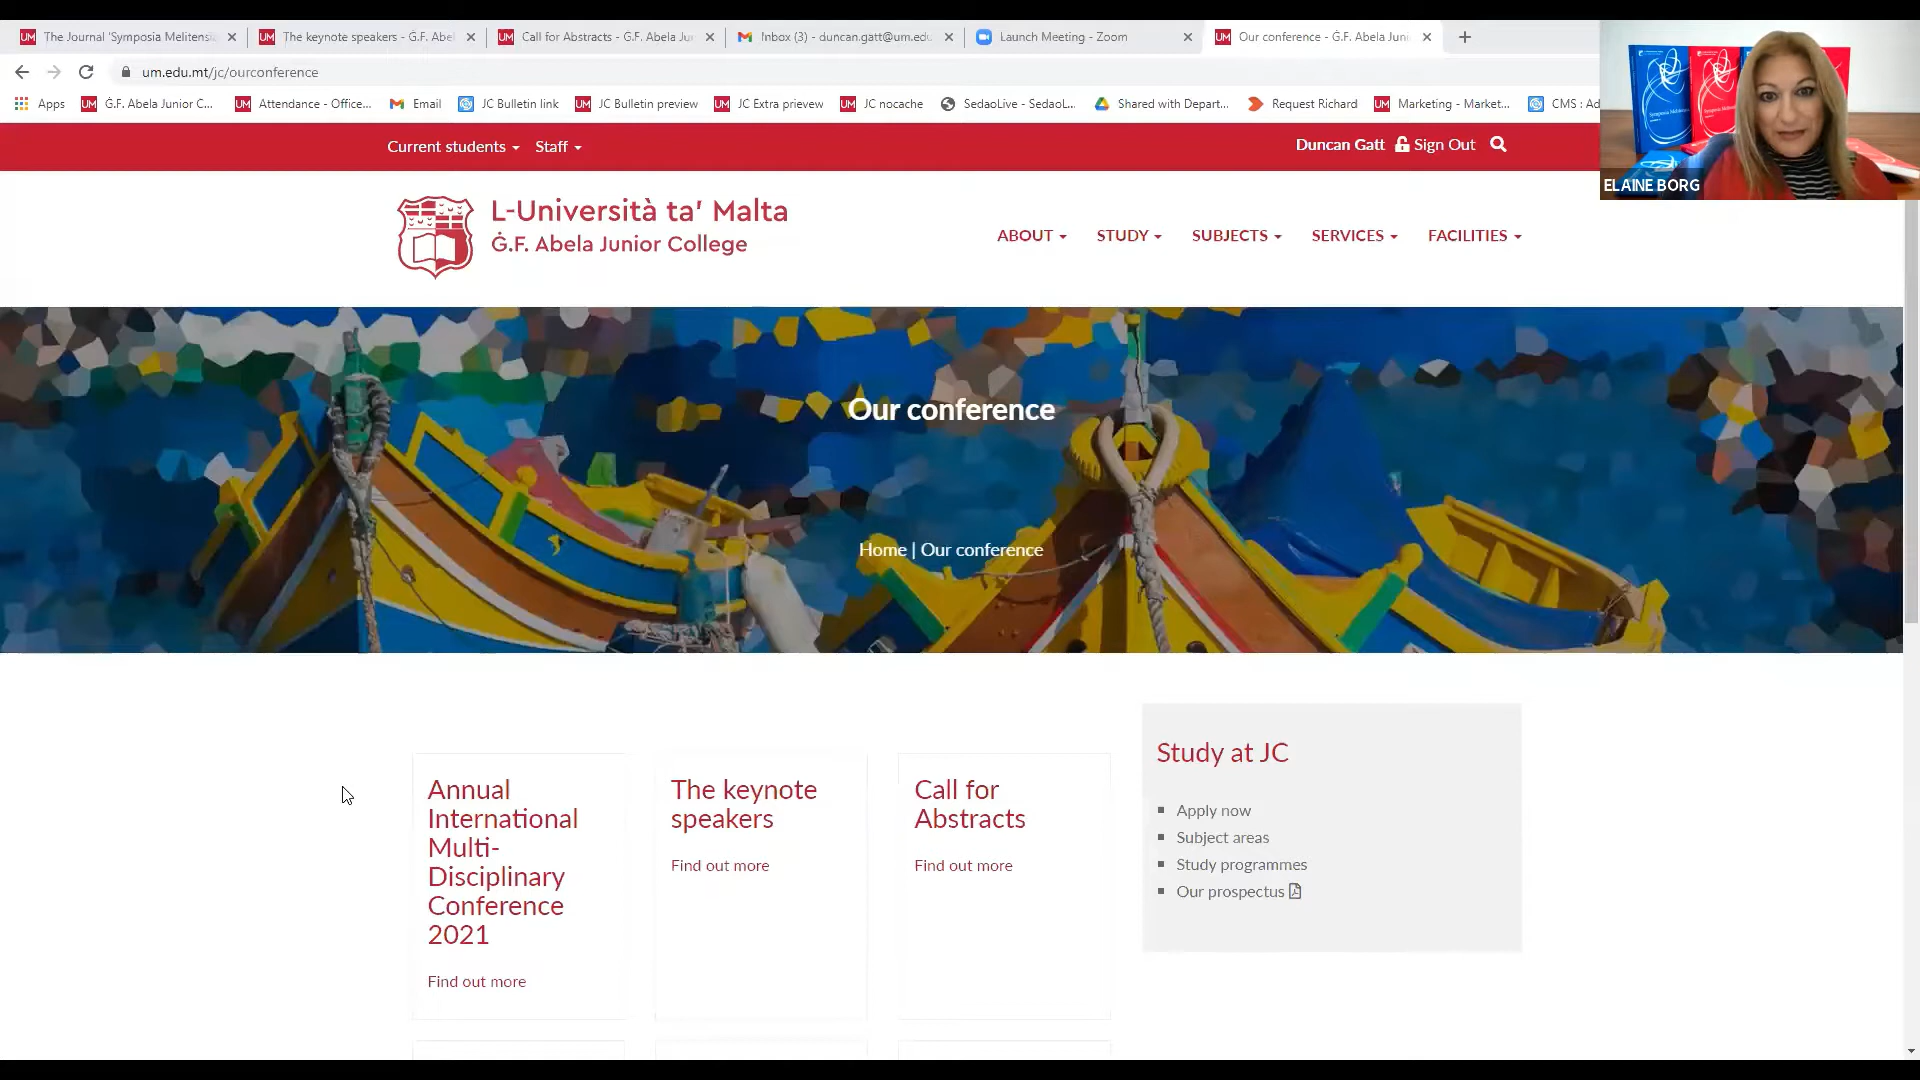 The Journal 'Symposia Melitensi
The keynote speakers - Ġ.F. Abel
Call for Abstracts - Ġ.F. Abela Jun
Inbox (3) - duncan.gatt@um.edu
Launch Meeting - Zoom
Our conference - Ġ.F. Abela Juni
um.edu.mt/jc/ourconference
Apps
Ġ.F. Abela Junior C...
Attendance - Office...
Email
JC Bulletin link
JC Bulletin preview
JC Extra prieview
JC nocache
SedaoLive - SedaoL...
Shared with Depart...
Request Richard
Marketing - Market...
CMS : Ad
ELAINE BORG
Current students
Staff
Duncan Gatt
Sign Out
L-Università ta' Malta
Ġ.F. Abela Junior College
ABOUT
STUDY
SUBJECTS
SERVICES
FACILITIES
Our conference
Home | Our conference
Annual
International
Multi-
Disciplinary
Conference
2021
Find out more
The keynote
speakers
Find out more
Call for
Abstracts
Find out more
Study at JC
Apply now
Subject areas
Study programmes
Our prospectus